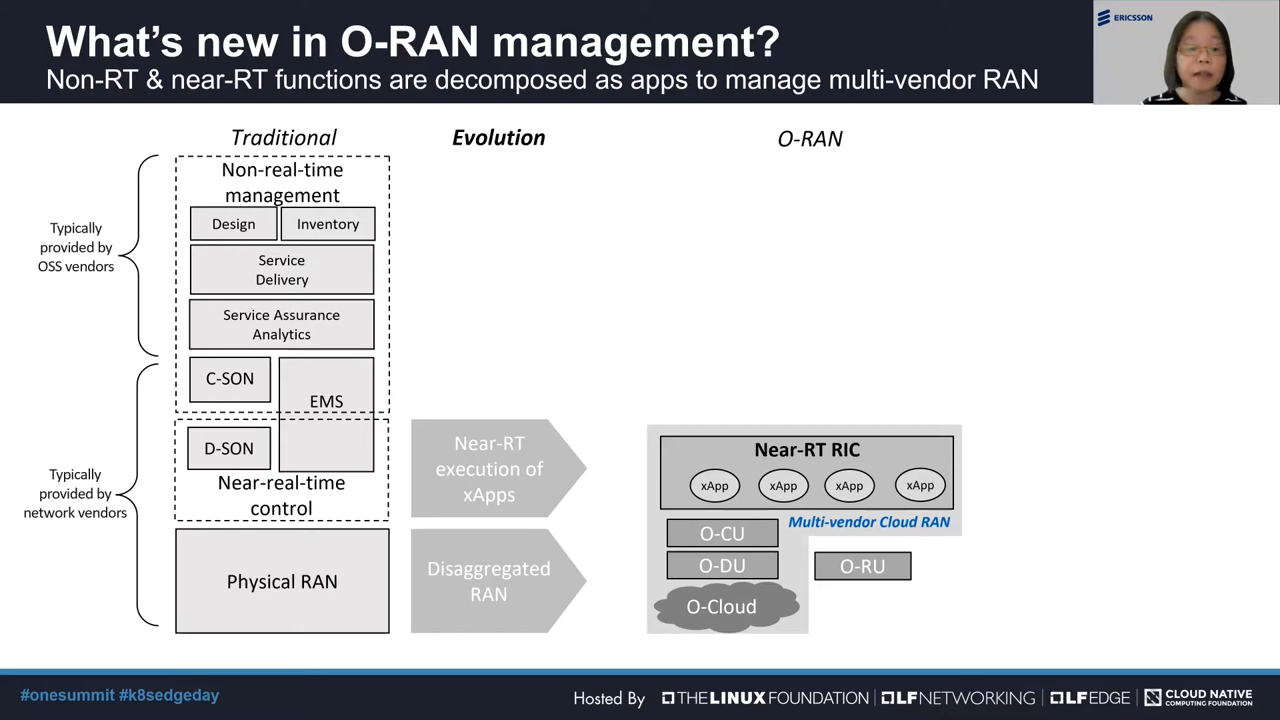 What's new in O-RAN management?
Non-RT & near-RT functions are decomposed as apps to manage multi-vendor RAN
ERICSSON
Traditional
Evolution
O-RAN
Typically
provided by
OSS vendors
Non-real-time
management
Design
Inventory
Service
Delivery
Service Assurance
Analytics
C-SON
EMS
D-SON
Near-real-time
control
Typically
provided by
network vendors
Physical RAN
Near-RT
execution of
xApps
Disaggregated
RAN
Near-RT RIC
xApp
xApp
xApp
xApp
Multi-vendor Cloud RAN
O-CU
O-DU
O-RU
O-Cloud
#onesummit #k8sedgeday
Hosted By
THE LINUX FOUNDATION
LFNETWORKING
LFEDGE
CLOUD NATIVE
COMPUTING FOUNDATION